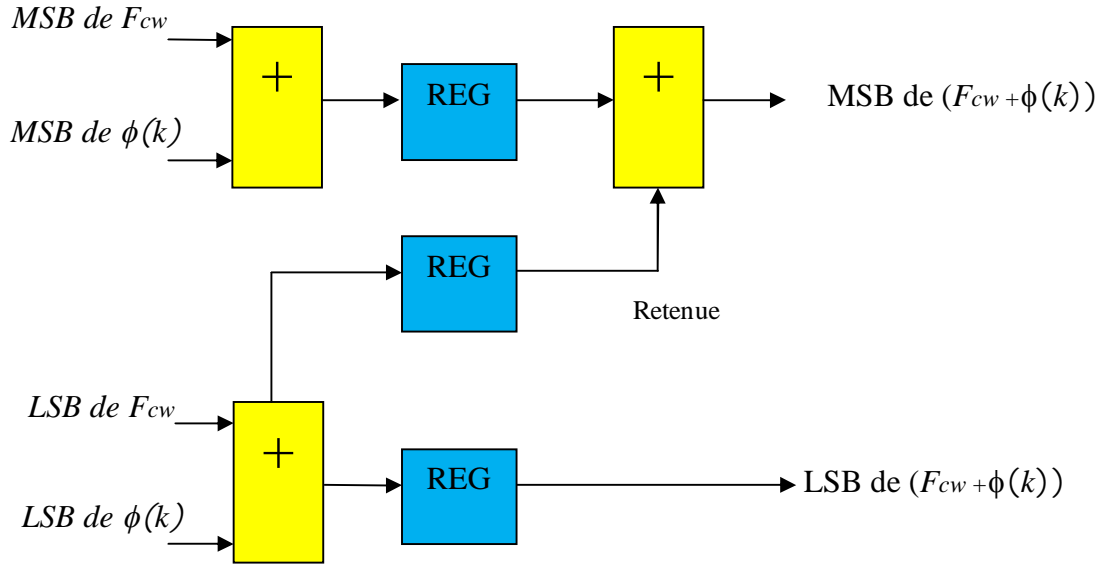 MSB de Fcw
+
REG
+
MSB de (Fcw +ϕ(k))
MSB de ϕ(k)
REG
Retenue
LSB de Fcw
+
REG
LSB de (Fcw +ϕ(k))
LSB de ϕ(k)